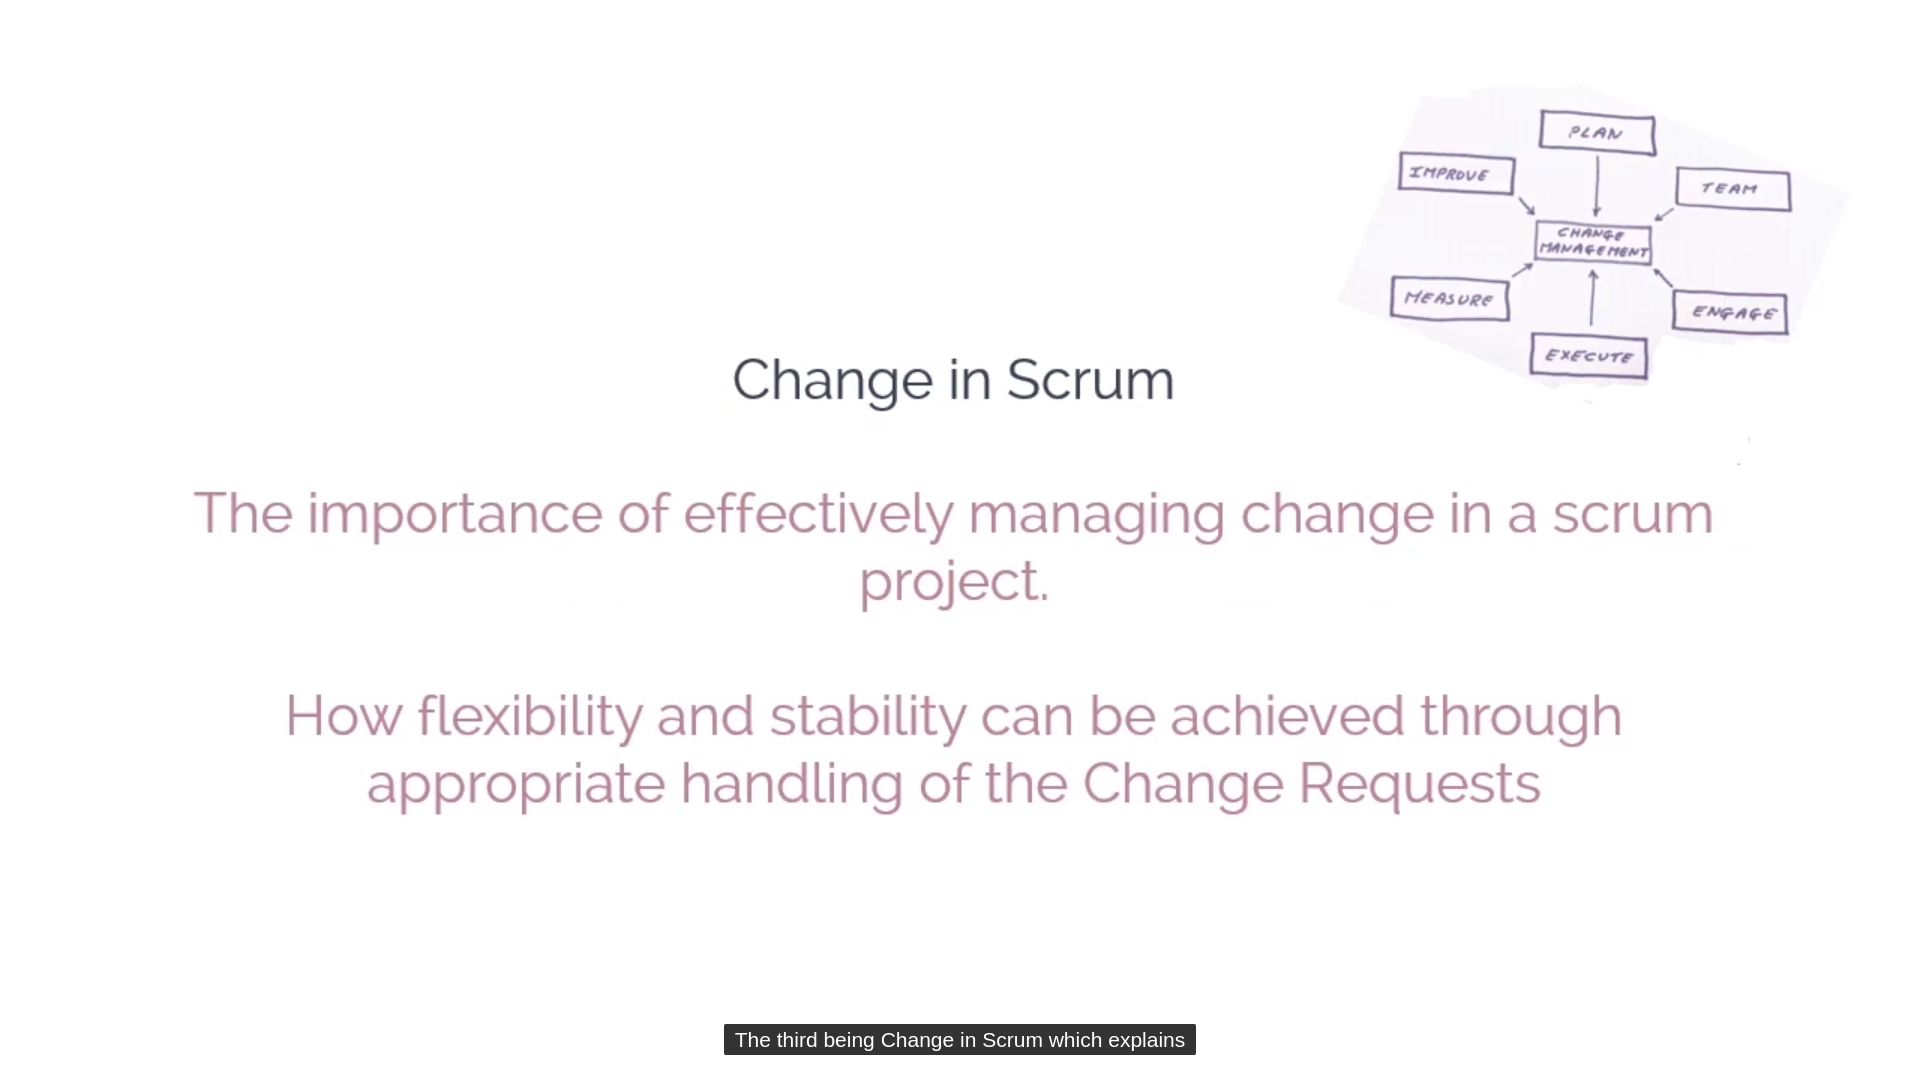 PLAN
IMPROVE
TEAM
CHANGE
MANAGEMENT
MEASURE
ENGAGE
EXECUTE
Change in Scrum
The importance of effectively managing change in a scrum
project.
How flexibility and stability can be achieved through
appropriate handling of the Change Requests
The third being Change in Scrum which explains